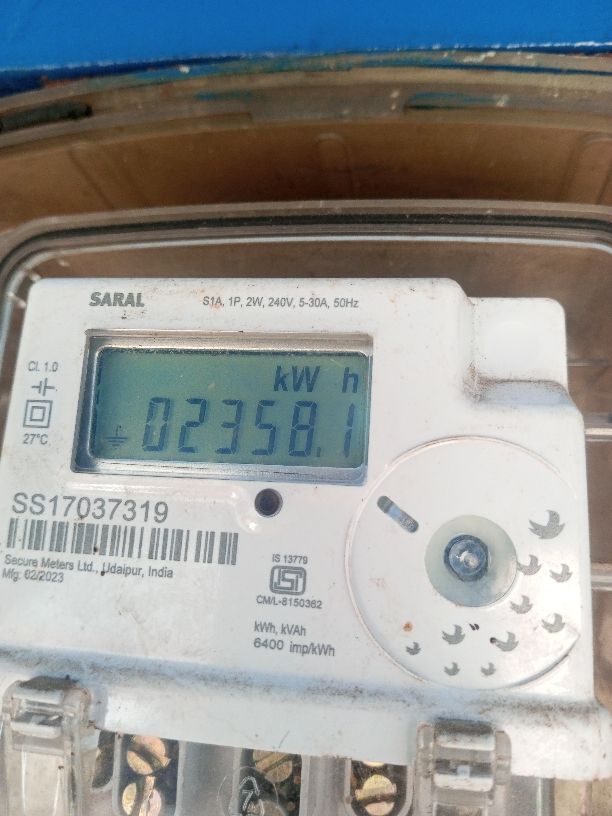 SARAL
S1A, 1P, 2W, 240V, 5-30A, 50Hz
Cl. 1.0
27°C
kW h
02358.1
SS17037319
Secure Meters Ltd., Udaipur, India
Mfg. 02/2023
IS 13779
ISI
CM/L-8150362
kWh, kVAh
6400 imp/kWh